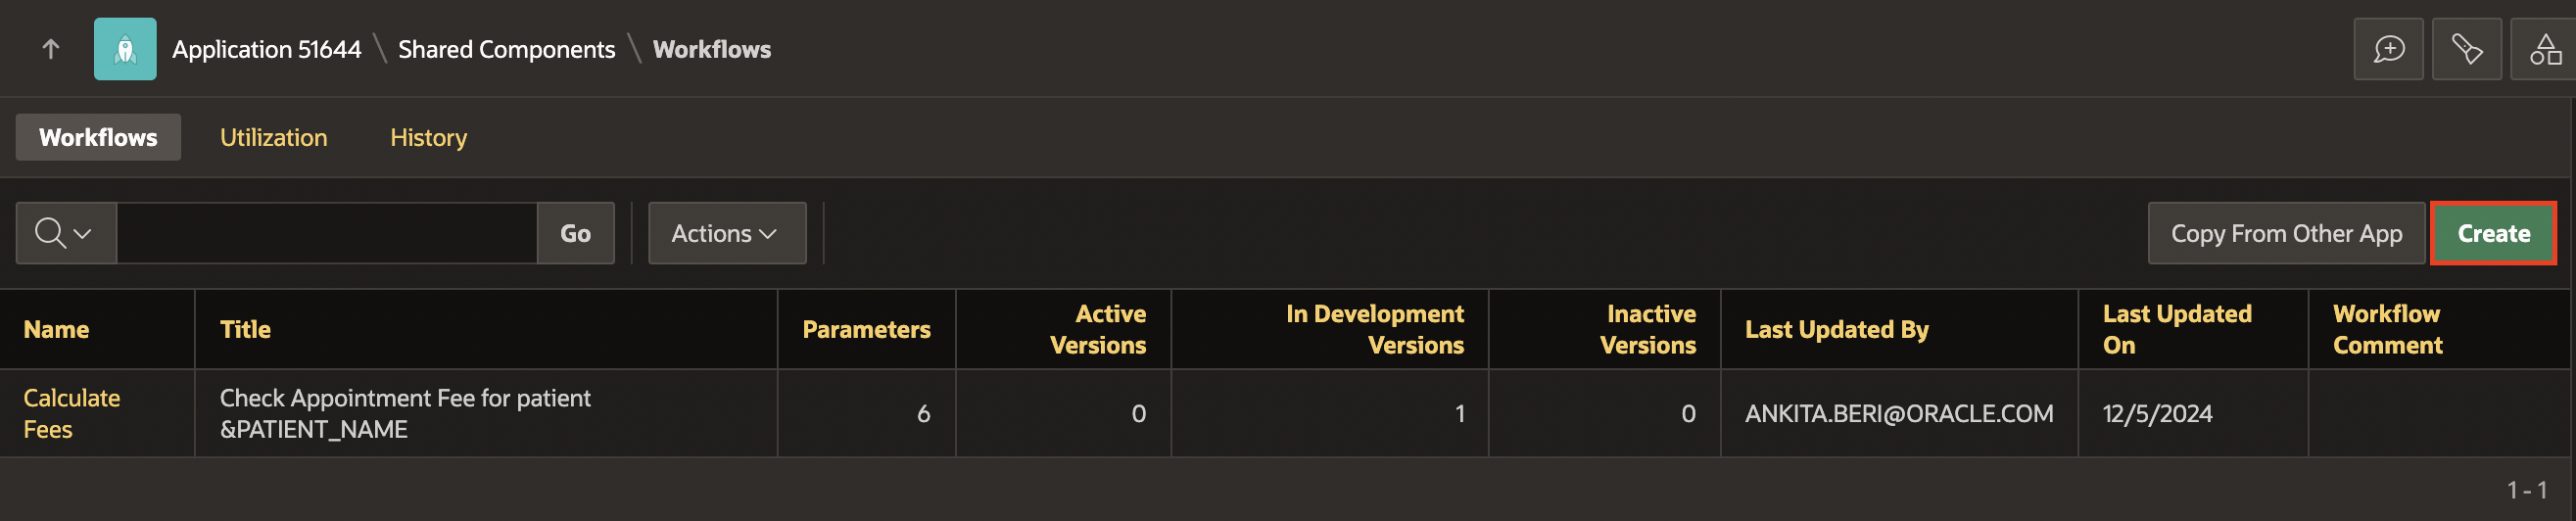 Application 51644 \ Shared Components \ Workflows
Workflows Utilization History
Go Actions Copy From Other App Create
Name Title Parameters Active Versions In Development Versions Inactive Versions Last Updated By Last Updated On Workflow Comment
Calculate Fees Check Appointment Fee for patient &PATIENT_NAME 6 0 1 0 ANKITA.BERI@ORACLE.COM 12/5/2024
1 - 1